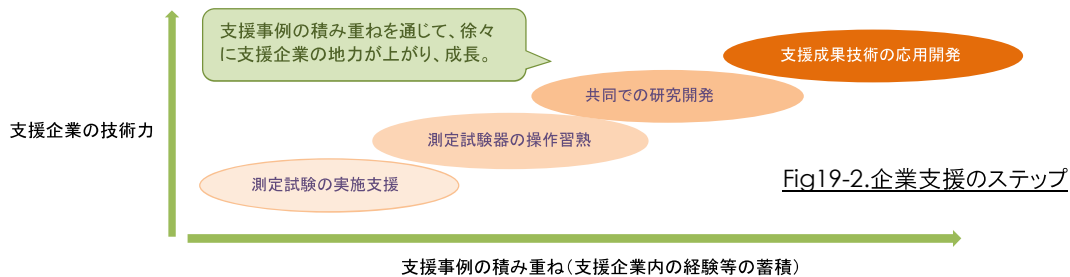 支援事例の積み重ねを通じて、徐々
に支援企業の地力が上がり、成長。
支援成果技術の応用開発
共同での研究開発
支援企業の技術力
測定試験器の操作習熟
測定試験の実施支援
Fig19-2.企業支援のステップ
支援事例の積み重ね（支援企業内の経験等の蓄積）